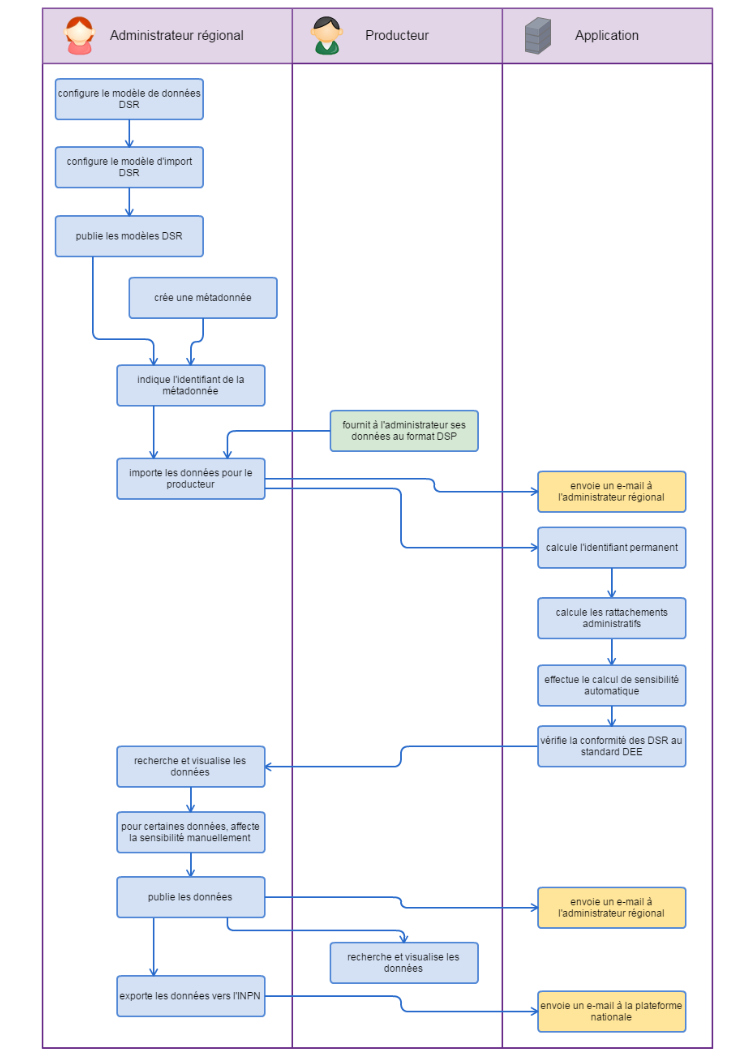 Administrateur régional
Producteur
Application
configure le modèle de données
DSR
configure le modèle d'import
DSR
publie les modèles DSR
crée une métadonnée
indique l'identifiant de la
métadonnée
fournit à l'administrateur ses
données au format DSP
importe les données pour le
producteur
envoie un e-mail à
l'administrateur régional
calcule l'identifiant permanent
calcule les rattachements
administratifs
effectue le calcul de sensibilité
automatique
vérifie la conformité des DSR au
standard DEE
recherche et visualise les
données
pour certaines données, affecte
la sensibilité manuellement
publie les données
envoie un e-mail à
l'administrateur régional
recherche et visualise les
données
exporte les données vers l'INPN
envoie un e-mail à la plateforme
nationale